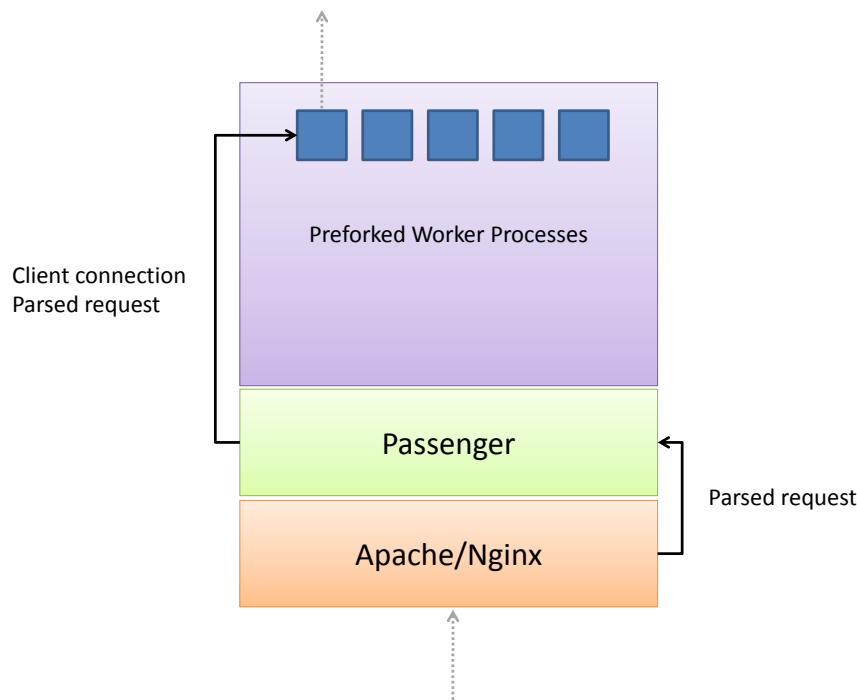 Preforked Worker Processes
Client connection
Parsed request
Passenger
Parsed request
Apache/Nginx